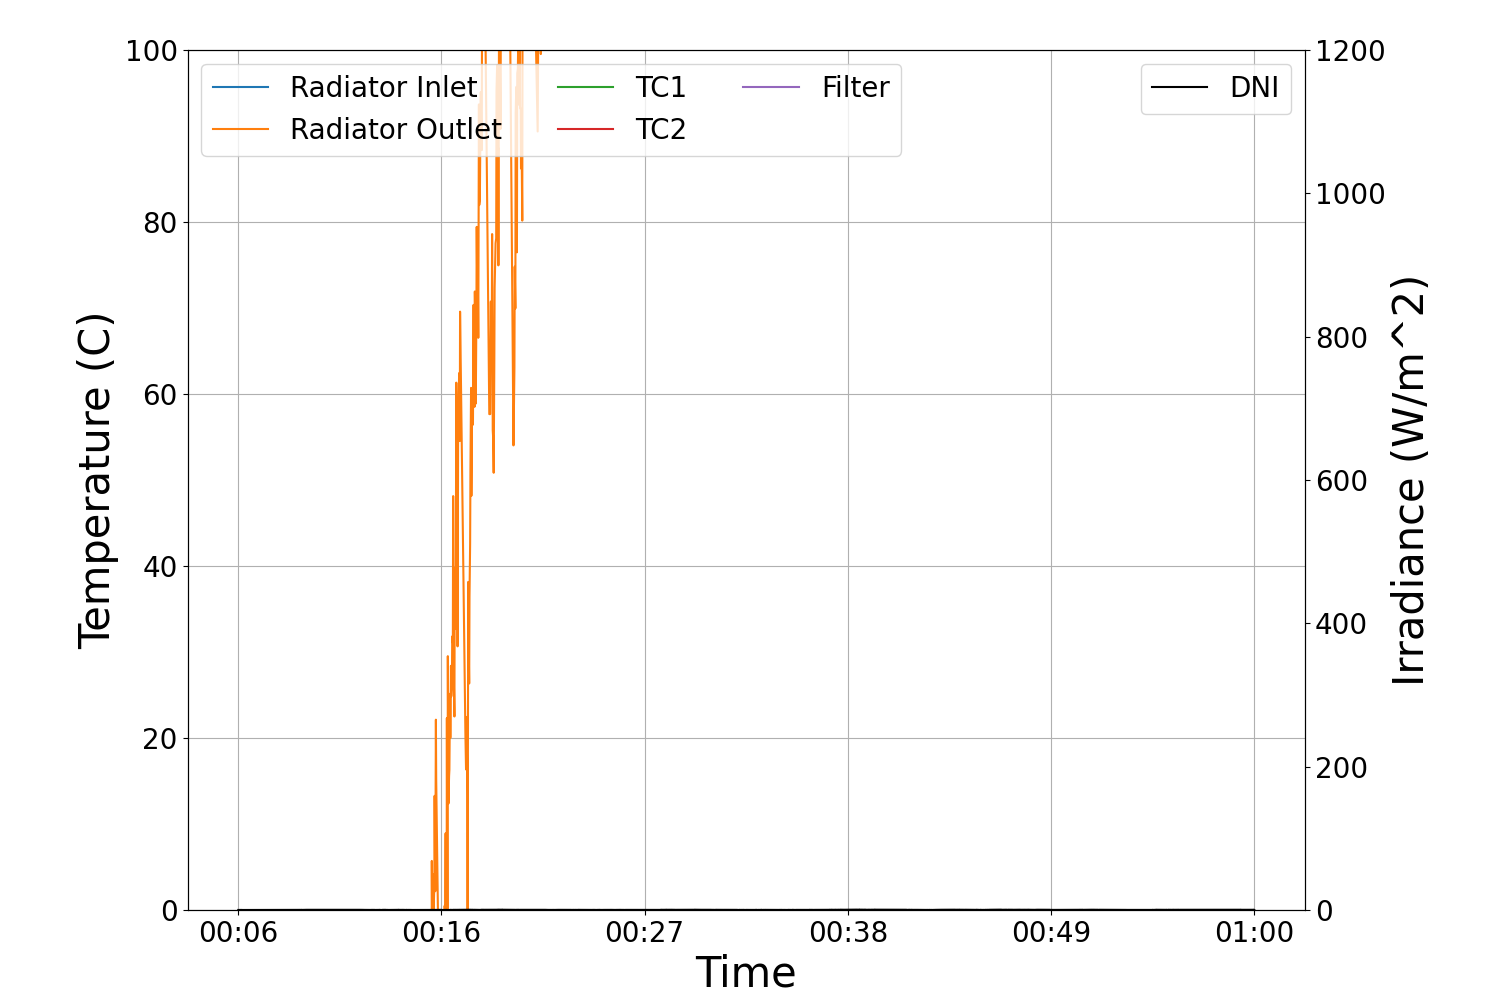 100
80
60
40
20
0
Temperature (C)
Radiator Inlet
Radiator Outlet
TC1
TC2
Filter
DNI
1200
1000
800
600
400
200
0
Irradiance (W/m^2)
00:06 00:16 00:27 00:38 00:49 01:00
Time